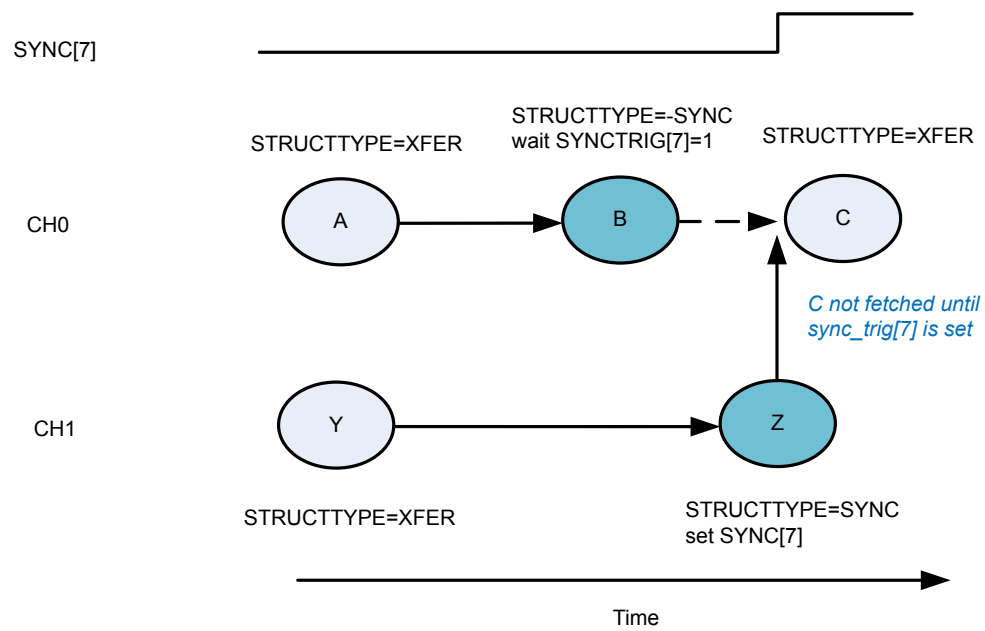 SYNC[7]
STRUCTTYPE=-SYNC
wait SYNCTRIG[7]=1
STRUCTTYPE=XFER
STRUCTTYPE=XFER
CH0
A
B
C
C not fetched until
sync_trig[7] is set
CH1
Y
Z
STRUCTTYPE=XFER
STRUCTTYPE=SYNC
set SYNC[7]
Time